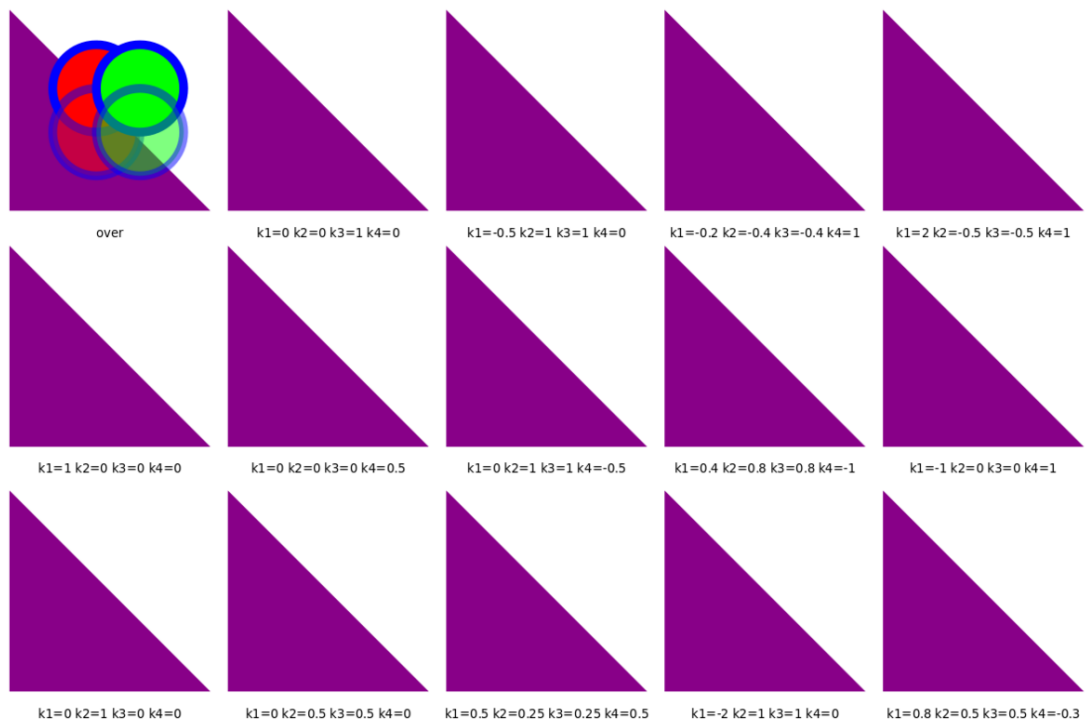 over
k1=0 k2=0 k3=1 k4=0
k1=-0.5 k2=1 k3=1 k4=0
k1=-0.2 k2=-0.4 k3=-0.4 k4=1
k1=2 k2=-0.5 k3=-0.5 k4=1
k1=1 k2=0 k3=0 k4=0
k1=0 k2=0 k3=0 k4=0.5
k1=0 k2=1 k3=1 k4=-0.5
k1=0.4 k2=0.8 k3=0.8 k4=-1
k1=-1 k2=0 k3=0 k4=1
k1=0 k2=1 k3=0 k4=0
k1=0 k2=0.5 k3=0.5 k4=0
k1=0.5 k2=0.25 k3=0.25 k4=0.5
k1=-2 k2=1 k3=1 k4=0
k1=0.8 k2=0.5 k3=0.5 k4=-0.3